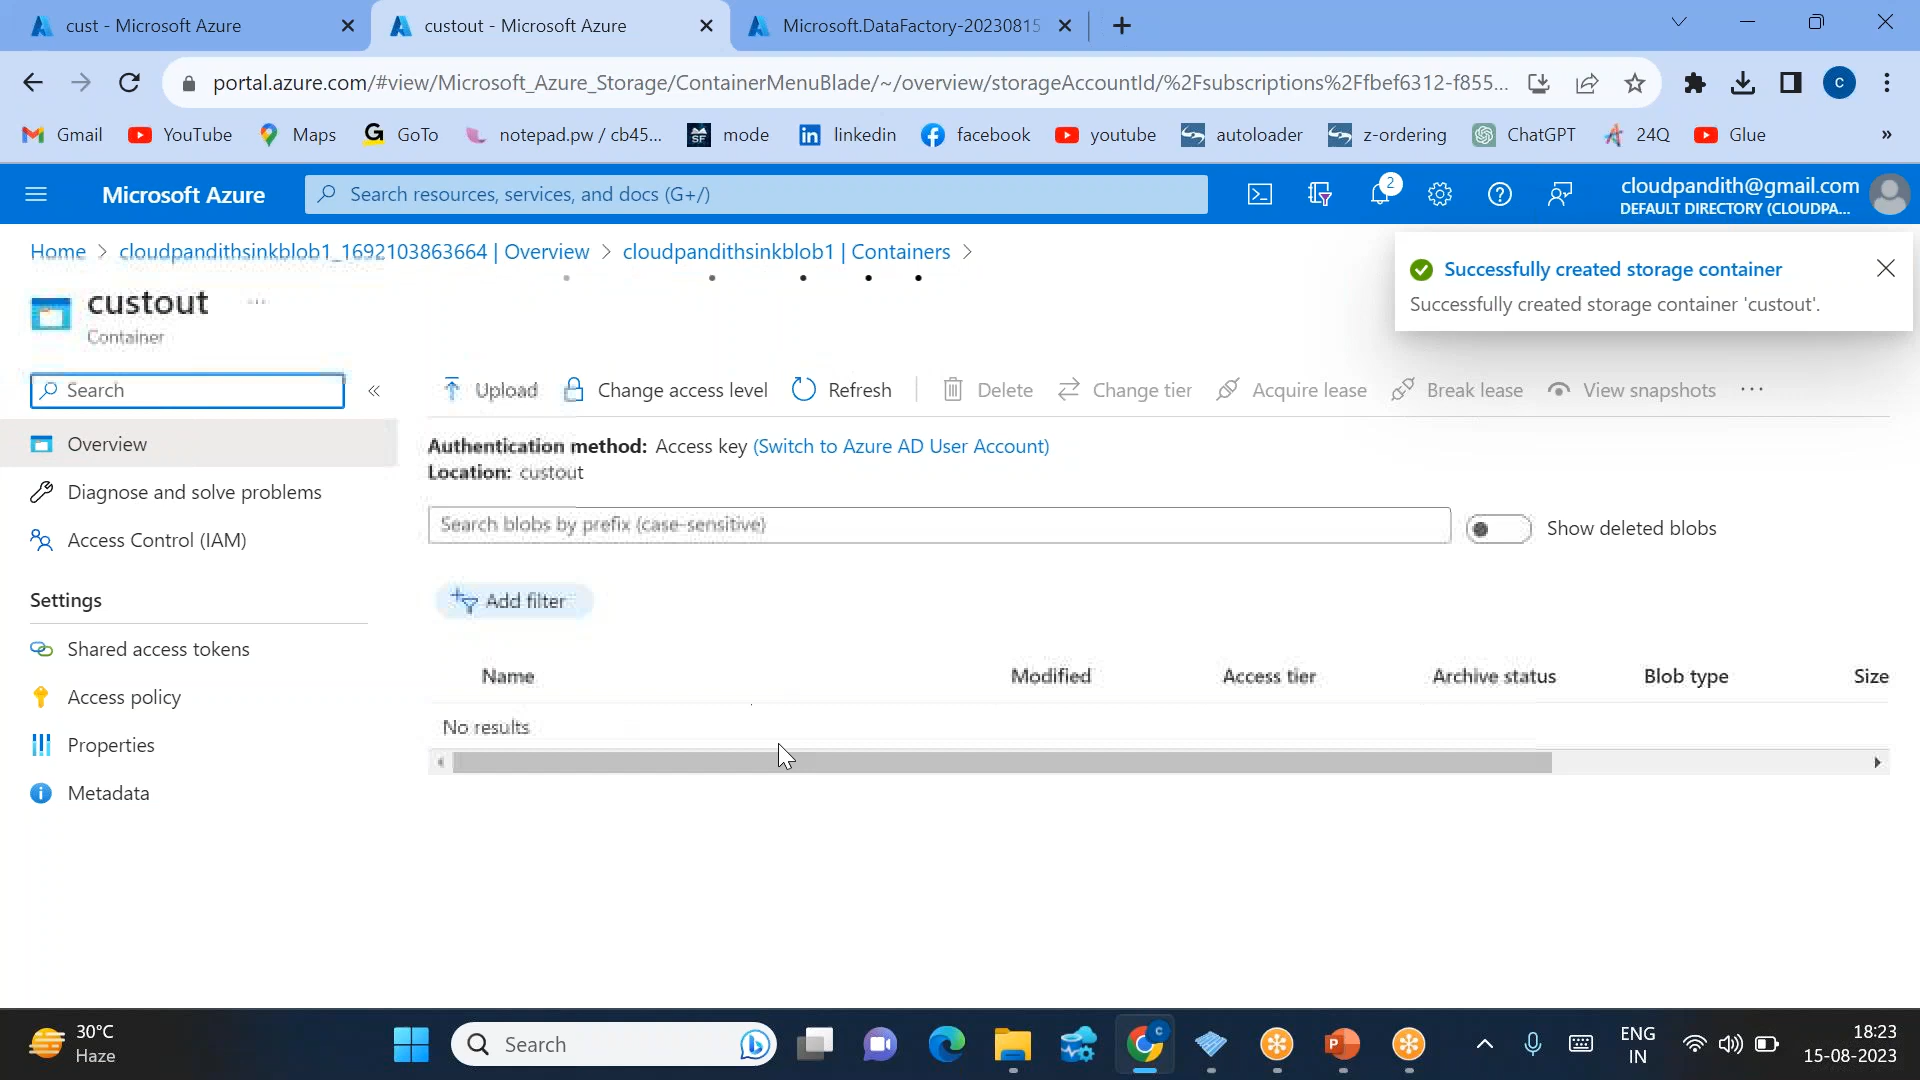 cust - Microsoft Azure
custout - Microsoft Azure
Microsoft.DataFactory-20230815
portal.azure.com/#view/Microsoft_Azure_Storage/ContainerMenuBlade/~/overview/storageAccountId/%2Fsubscriptions%2Ffbef6312-f855...
C
Gmail
YouTube
Maps
GoTo
notepad.pw / cb45...
mode
linkedin
facebook
youtube
autoloader
z-ordering
ChatGPT
24Q
Glue
»
Microsoft Azure
Search resources, services, and docs (G+/)
2
cloudpandith@gmail.com
DEFAULT DIRECTORY (CLOUDPA...
Home > cloudpandithsinkblob1_1692103863664 | Overview > cloudpandithsinkblob1 | Containers >
Successfully created storage container
Successfully created storage container 'custout'.
custout ...
Container
Search
«
Upload
Change access level
Refresh
Delete
Change tier
Acquire lease
Break lease
View snapshots
...
Overview
Diagnose and solve problems
Access Control (IAM)
Settings
Shared access tokens
Access policy
Properties
Metadata
Authentication method: Access key (Switch to Azure AD User Account)
Location: custout
Search blobs by prefix (case-sensitive)
Show deleted blobs
Add filter
Name
Modified
Access tier
Archive status
Blob type
Size
No results
30°C
Haze
Search
ENG
IN
18:23
15-08-2023